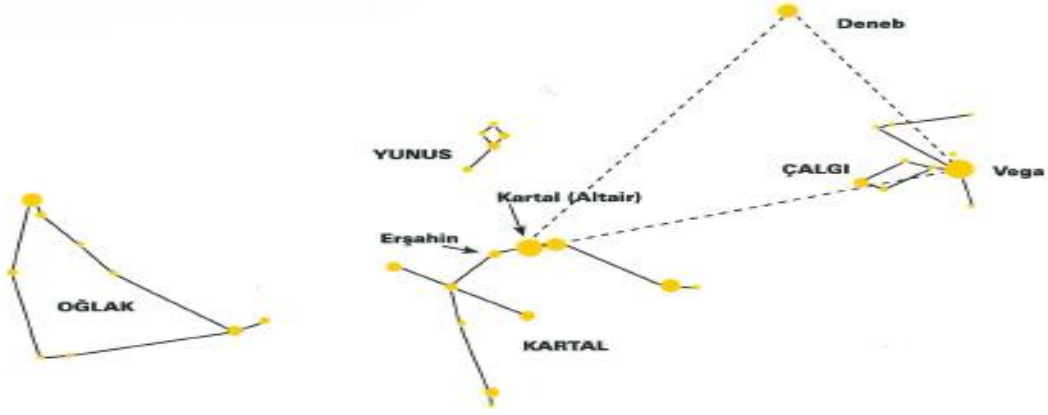 Deneb
YUNUS
ÇALGI
Vega
Kartal (Altair)
Erşahin
OĞLAK
KARTAL